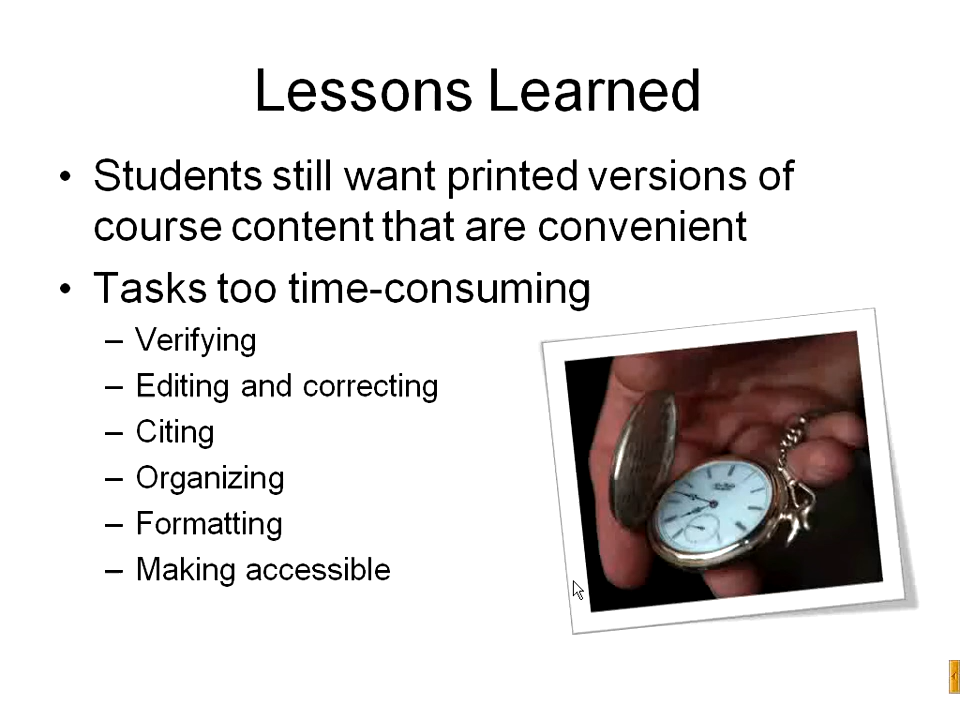 Lessons Learned
• Students still want printed versions of
course content that are convenient
• Tasks too time-consuming
– Verifying
– Editing and correcting
– Citing
– Organizing
– Formatting
– Making accessible